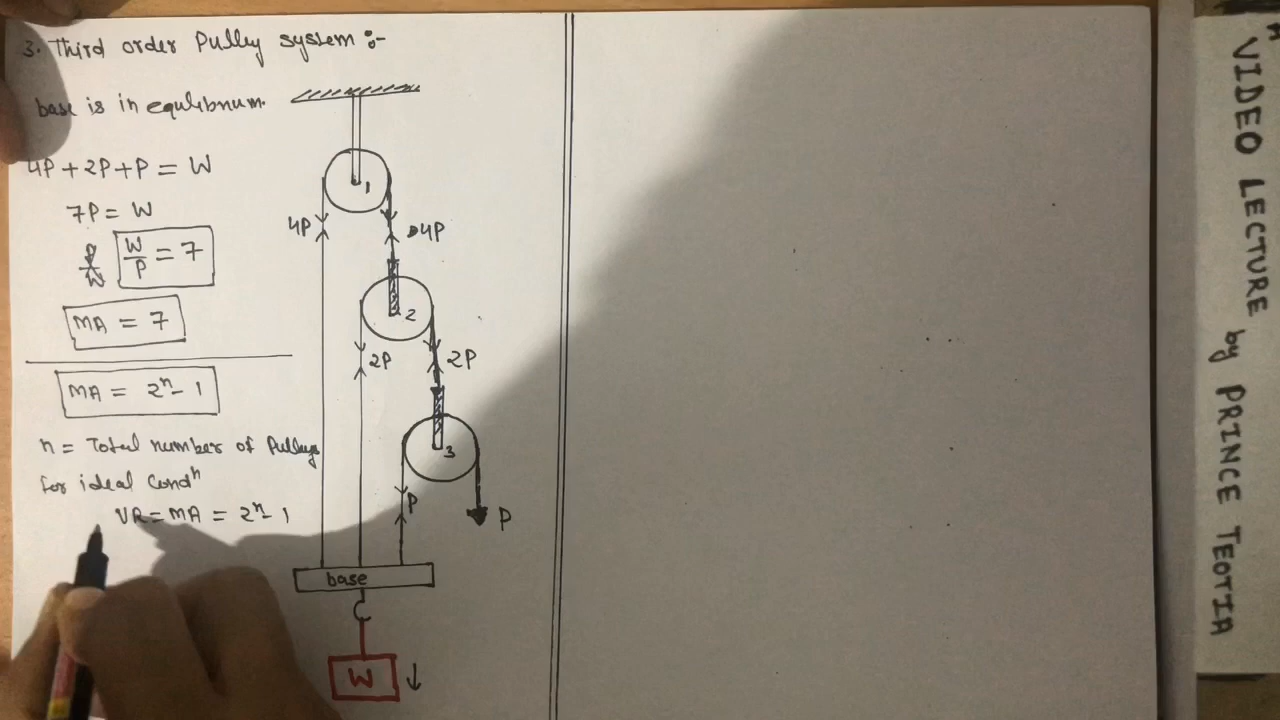 3. Third order Pulley system :-
base is in equlibrium.
4P + 2P + P = W
7P = W
P/W W/P = 7
MA = 7
MA = 2ⁿ - 1
n = Total number of Pulleys
for ideal Condⁿ
VR = MA = 2ⁿ - 1
1
4P
4P
2
2P
2P
3
P
P
base
W
VIDEO LECTURE by PRINCE TEOTIA